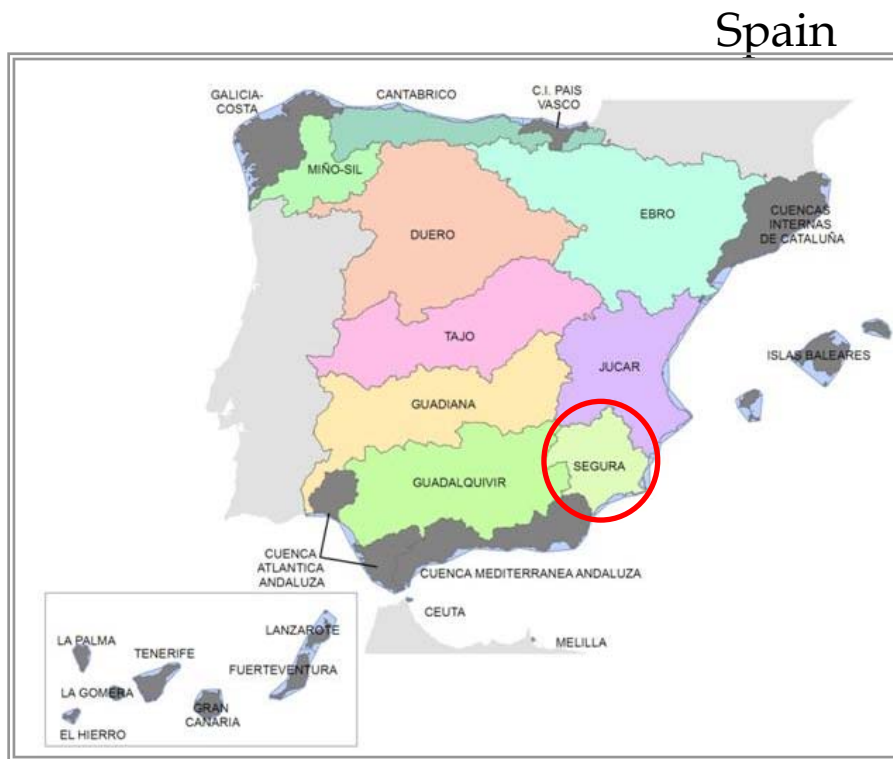 Spain
GALICIA-
COSTA
CANTABRICO
C.I. PAIS
VASCO
MIÑO-SIL
DUERO
EBRO
CUENCAS
INTERNAS
DE CATALUÑA
TAJO
JUCAR
ISLAS BALEARES
GUADIANA
SEGURA
GUADALQUIVIR
CUENCA
ATLANTICA
ANDALUZA
CUENCA MEDITERRANEA ANDALUZA
CEUTA
MELILLA
LA PALMA
TENERIFE
LANZAROTE
FUERTEVENTURA
LA GOMERA
GRAN
CANARIA
EL HIERRO